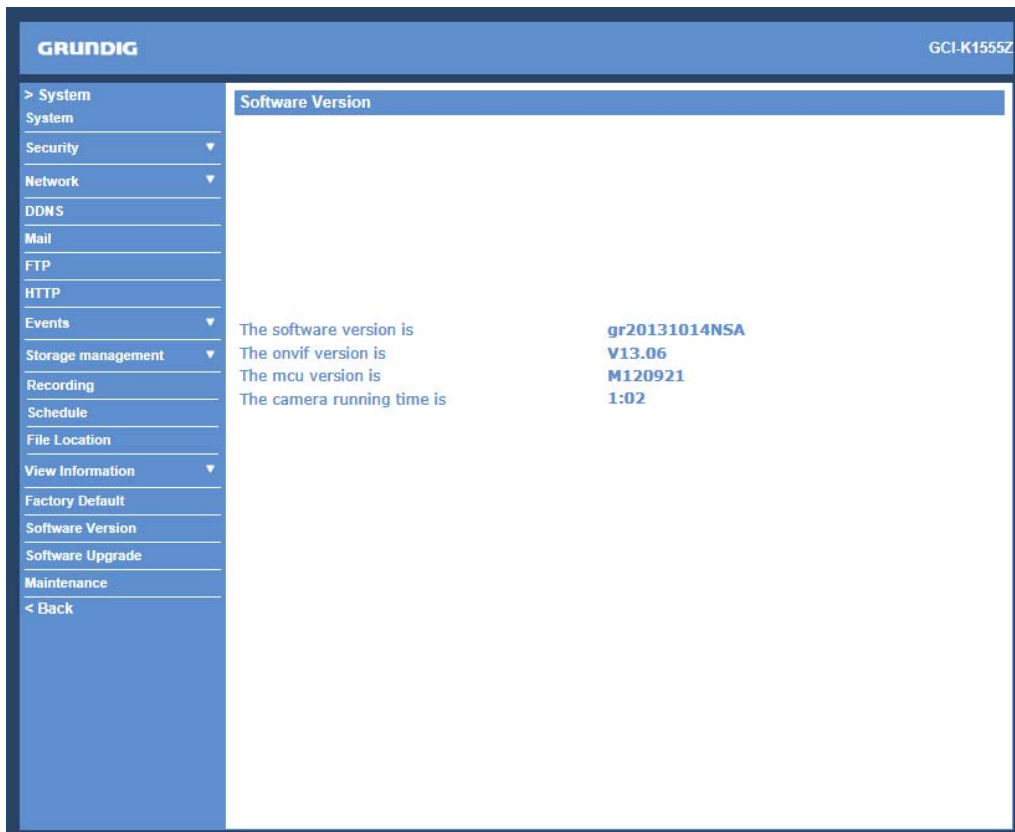 GRUNDIG
GCI-K1555Z
> System
System
Security
Network
DDNS
Mail
FTP
HTTP
Events
Storage management
Recording
Schedule
File Location
View Information
Factory Default
Software Version
Software Upgrade
Maintenance
< Back
Software Version
The software version is gr20131014NSA
The onvif version is V13.06
The mcu version is M120921
The camera running time is 1:02